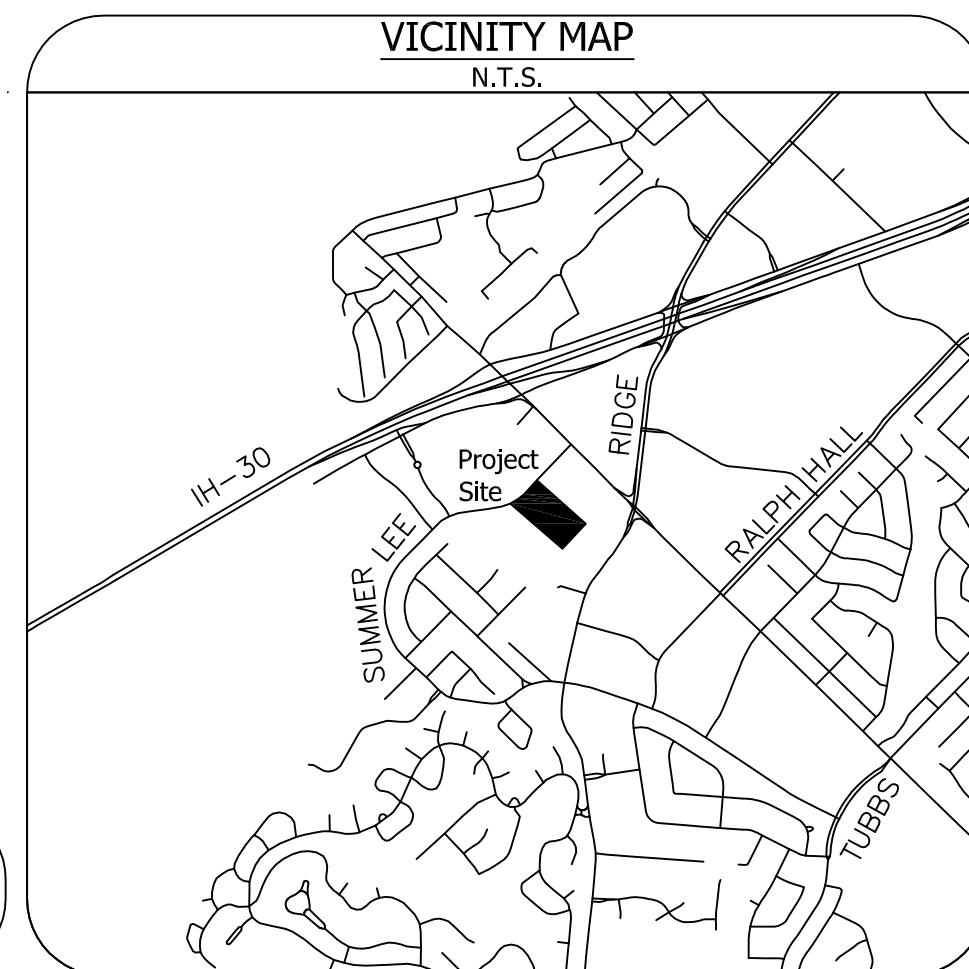 VICINITY MAP
N.T.S.
RIDGE
IH-30
Project
Site
RALPH HALL
SUMMER LEE
TUBBS